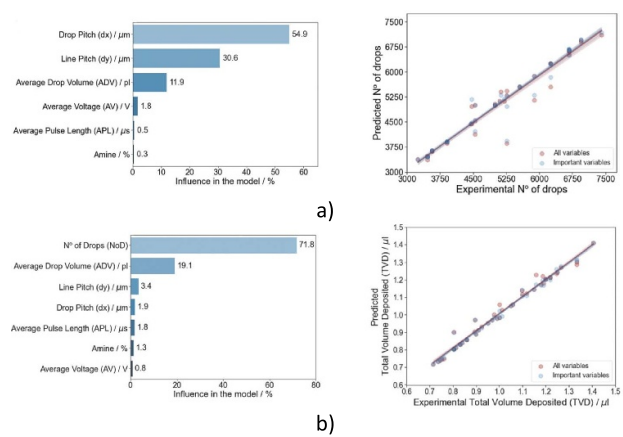 Drop Pitch (dx) / µm
54.9
Line Pitch (dy) / µm
30.6
Average Drop Volume (ADV) / pl
11.9
Average Voltage (AV) / V
1.8
Average Pulse Length (APL) / µs
0.5
Amine / %
0.3
0 10 20 30 40 50 60
Influence in the model / %
Predicted Nº of drops
7500
6750
6000
5250
4500
3750
3000
All variables
Important variables
3000 3750 4500 5250 6000 6750 7500
Experimental Nº of drops
a)
Nº of Drops (NoD)
71.8
Average Drop Volume (ADV) / pl
19.1
Line Pitch (dy) / µm
3.4
Drop Pitch (dx) / µm
1.9
Average Pulse Length (APL) / µs
1.8
Amine / %
1.3
Average Voltage (AV) / V
0.8
0 20 40 60 80
Influence in the model / %
Predicted
Total Volume Deposited (TVD) / µl
1.5
1.4
1.3
1.2
1.1
1.0
0.9
0.8
0.7
0.6
All variables
Important variables
0.6 0.7 0.8 0.9 1.0 1.1 1.2 1.3 1.4 1.5
Experimental Total Volume Deposited (TVD) / µl
b)